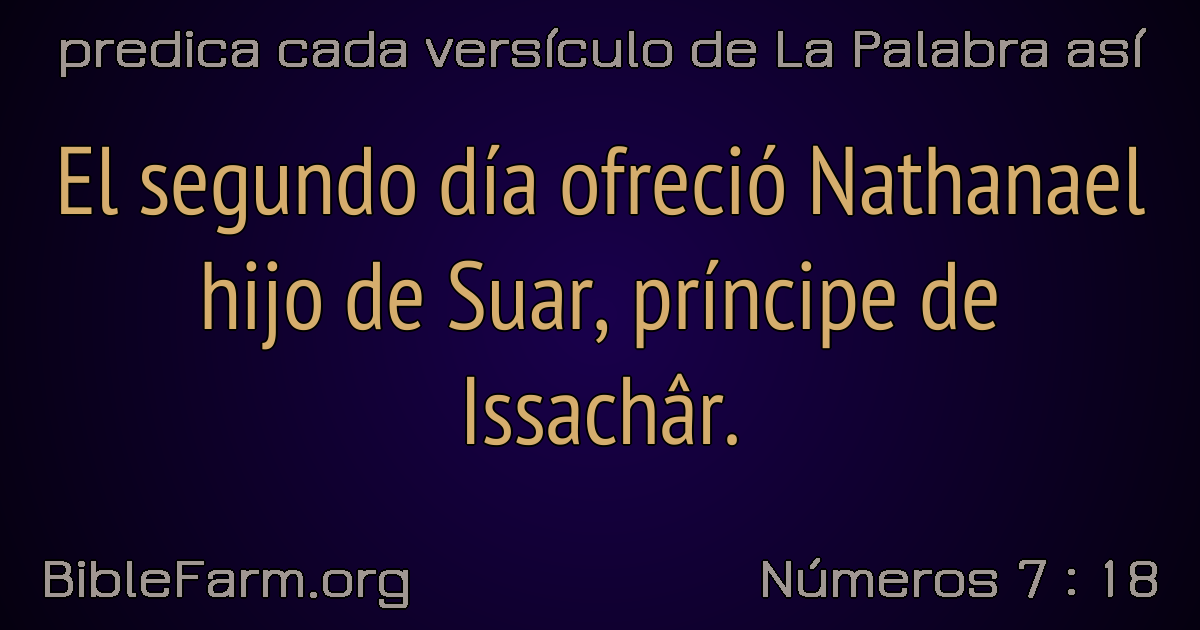 predica cada versículo de La Palabra así
El segundo día ofreció Nathanael
hijo de Suar, príncipe de
Issachâr.
BibleFarm.org
Números 7 : 18